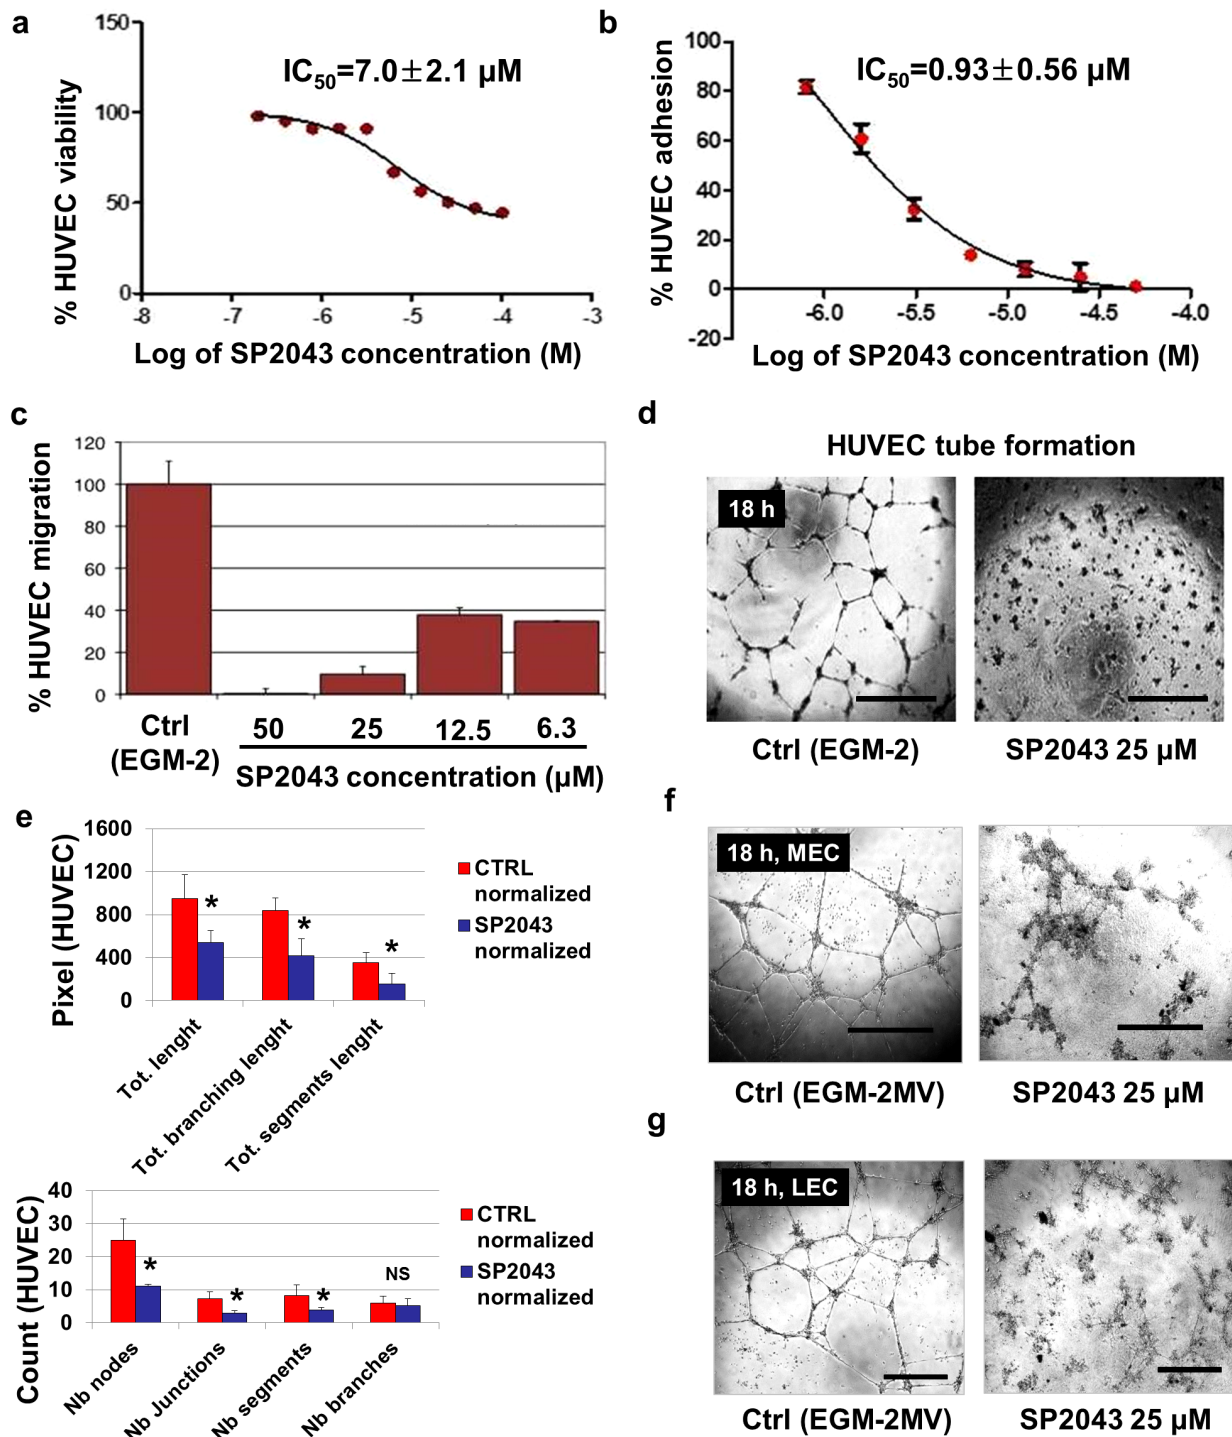 a
150
100
50
0
-8 -7 -6 -5 -4 -3
% HUVEC viability
IC50=7.0±2.1 µM
Log of SP2043 concentration (M)
b
100
80
60
40
20
0
-20
-6.0 -5.5 -5.0 -4.5 -4.0
% HUVEC adhesion
IC50=0.93±0.56 µM
Log of SP2043 concentration (M)
c
120
100
80
60
40
20
0
% HUVEC migration
Ctrl
(EGM-2)
50 25 12.5 6.3
SP2043 concentration (µM)
d
HUVEC tube formation
18 h
Ctrl (EGM-2)
SP2043 25 µM
e
1600
1200
800
400
0
Pixel (HUVEC)
* * *
CTRL
normalized
SP2043
normalized
Tot. lenght
Tot. branching lenght
Tot. segments lenght
40
30
20
10
0
Count (HUVEC)
* * * NS
CTRL
normalized
SP2043
normalized
Nb nodes
Nb Junctions
Nb segments
Nb branches
f
18 h, MEC
Ctrl (EGM-2MV)
SP2043 25 µM
g
18 h, LEC
Ctrl (EGM-2MV)
SP2043 25 µM